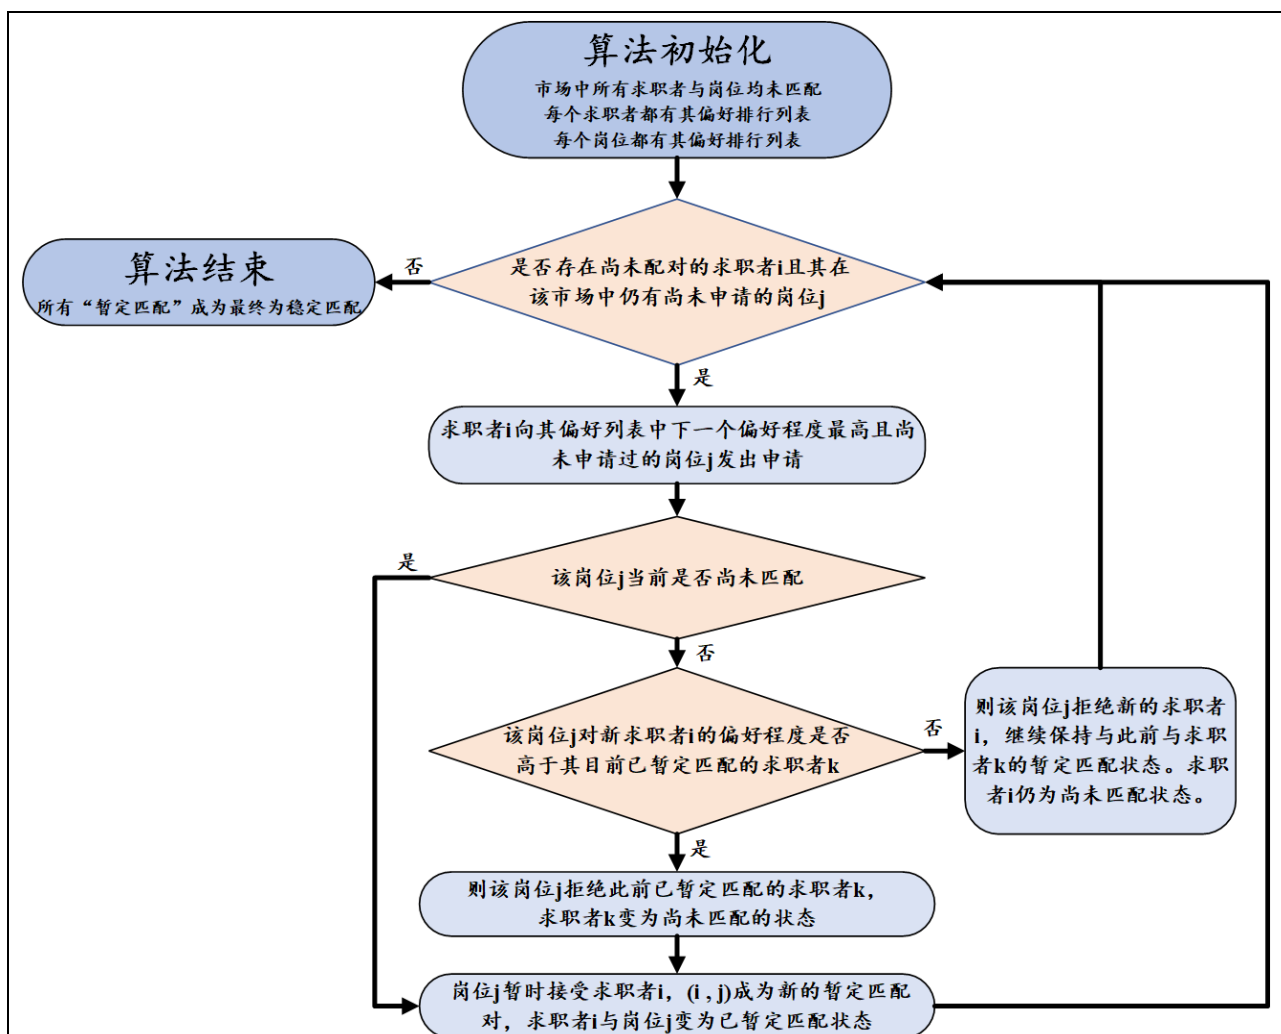 算法初始化
市场中所有求职者与岗位均未匹配
每个求职者都有其偏好排行列表
每个岗位都有其偏好排行列表
是否存在尚未配对的求职者i且其在
该市场中仍有尚未申请的岗位j
否
算法结束
所有“暂定匹配”成为最终为稳定匹配
是
求职者i向其偏好列表中下一个偏好程度最高且尚
未申请过的岗位j发出申请
该岗位j当前是否尚未匹配
是
否
该岗位j对新求职者i的偏好程度是否
高于其目前已暂定匹配的求职者k
否
则该岗位j拒绝新的求职者
i，继续保持与此前与求职
者k的暂定匹配状态。求职
者i仍为尚未匹配状态。
是
则该岗位j拒绝此前已暂定匹配的求职者k，
求职者k变为尚未匹配的状态
岗位j暂时接受求职者i，(i , j)成为新的暂定匹配
对，求职者i与岗位j变为已暂定匹配状态